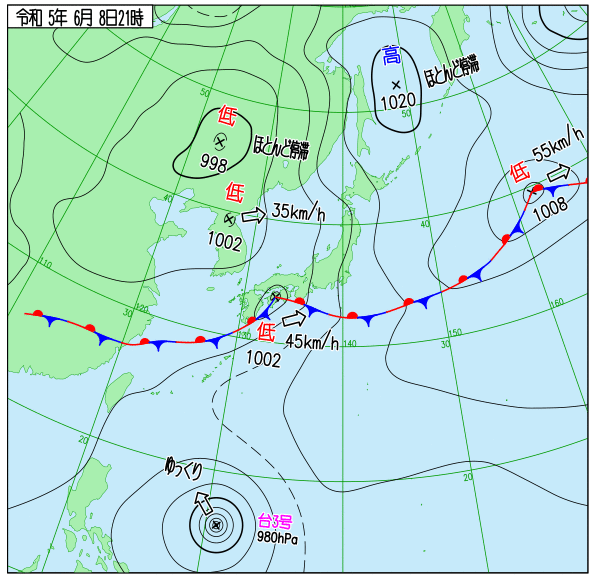 令和 5年 6月 8日21時
高
ほとんど停滞
1020
50
50
低
ほとんど停滞
998
低
35km/h
1002
40
40
低
55km/h
1008
110
120
30
130
低
45km/h
1002
140
30
150
160
20
20
ゆっくり
台3号
980hPa